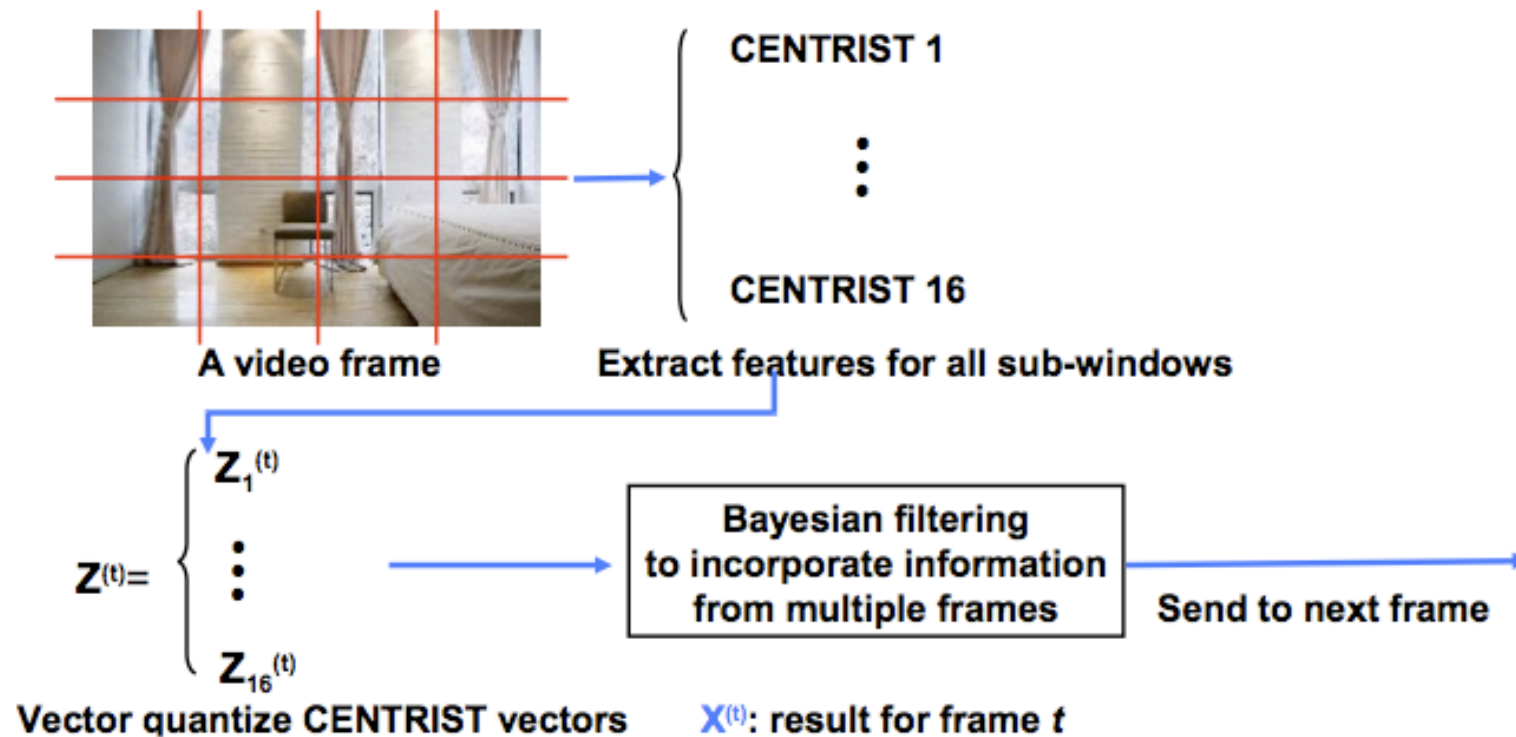 CENTRIST 1
CENTRIST 16
A video frame
Extract features for all sub-windows
Z₁⁽ᵗ⁾
Z⁽ᵗ⁾=
Z₁₆⁽ᵗ⁾
Bayesian filtering
to incorporate information
from multiple frames
Send to next frame
Vector quantize CENTRIST vectors
X⁽ᵗ⁾: result for frame t